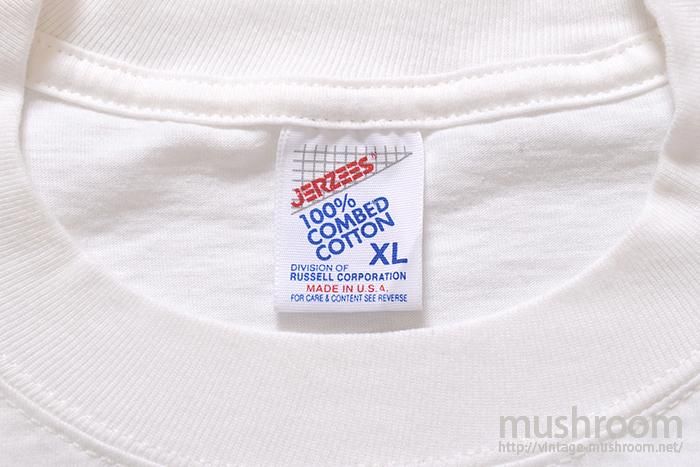 JERZEES
100%
COMBED
COTTON
XL
DIVISION OF
RUSSELL CORPORATION
MADE IN U.S.A.
FOR CARE & CONTENT SEE REVERSE
mushroom
http://vintage-mushroom.net/